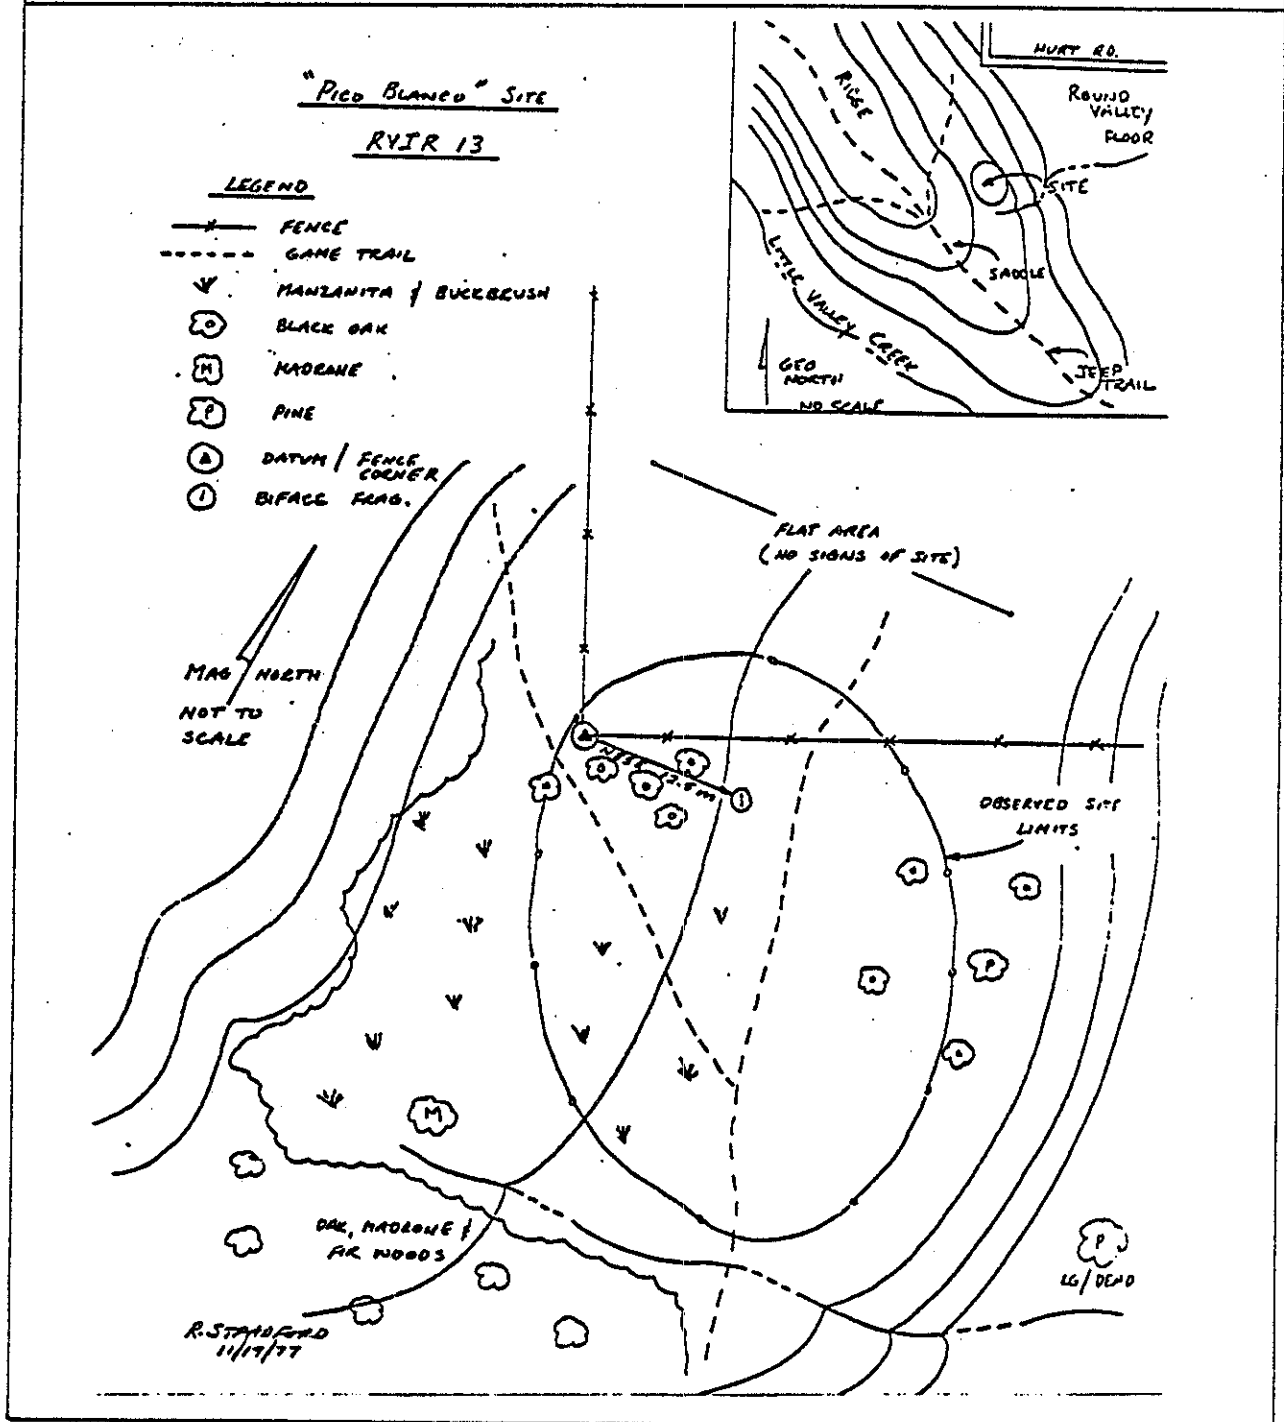 "PICO BLANCO" SITE
RVIR 13
LEGEND
FENCE
GAME TRAIL
MANZANITA & BUCKBRUSH
BLACK OAK
M MADRONE
P PINE
DATUM / FENCE
CORNER
BIFACE FRAG.
HURT RD.
RIDGE
ROUND
VALLEY
FLOOR
SITE
SADDLE
LITTLE VALLEY CREEK
JEEP
TRAIL
GEO
NORTH
NO SCALE
FLAT AREA
(NO SIGNS OF SITE)
MAG NORTH
NOT TO
SCALE
12.5 m
OBSERVED SITE
LIMITS
P
M
OAK, MADRONE &
FIR WOODS
P
LG/DEAD
R. STRADFORD
11/17/77